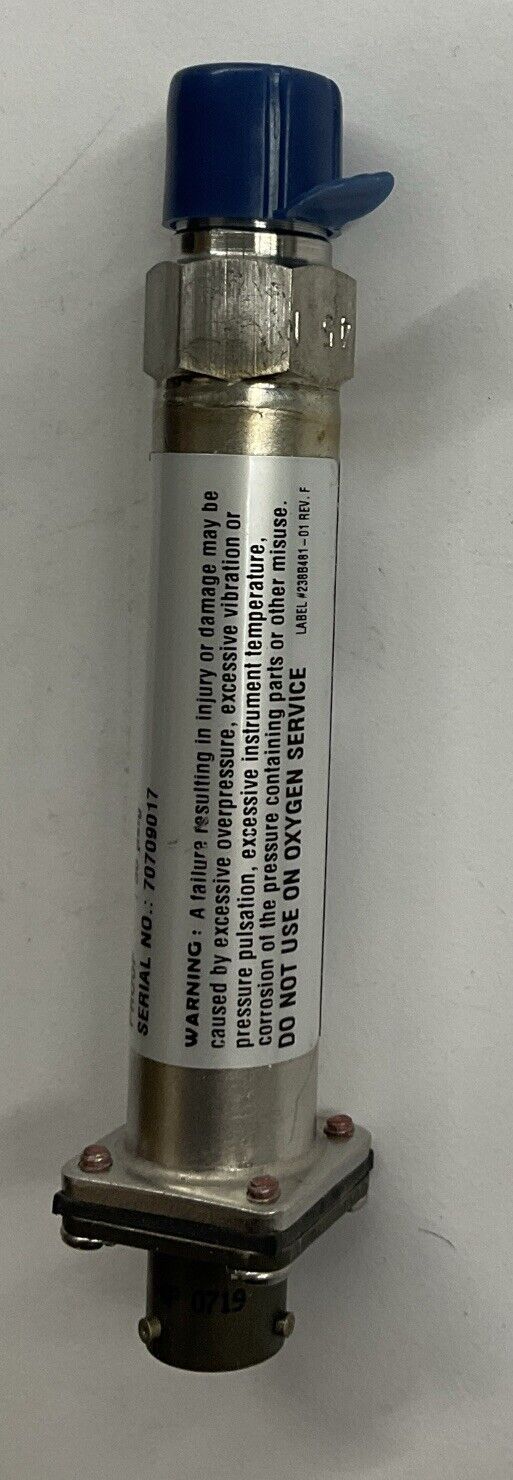 SERIAL NO.: 70709017
WARNING: A failure resulting in injury or damage may be
caused by excessive overpressure, excessive vibration or
pressure pulsation, excessive instrument temperature,
corrosion of the pressure containing parts or other misuse.
DO NOT USE ON OXYGEN SERVICE
LABEL #238B481-01 REV. F
0719